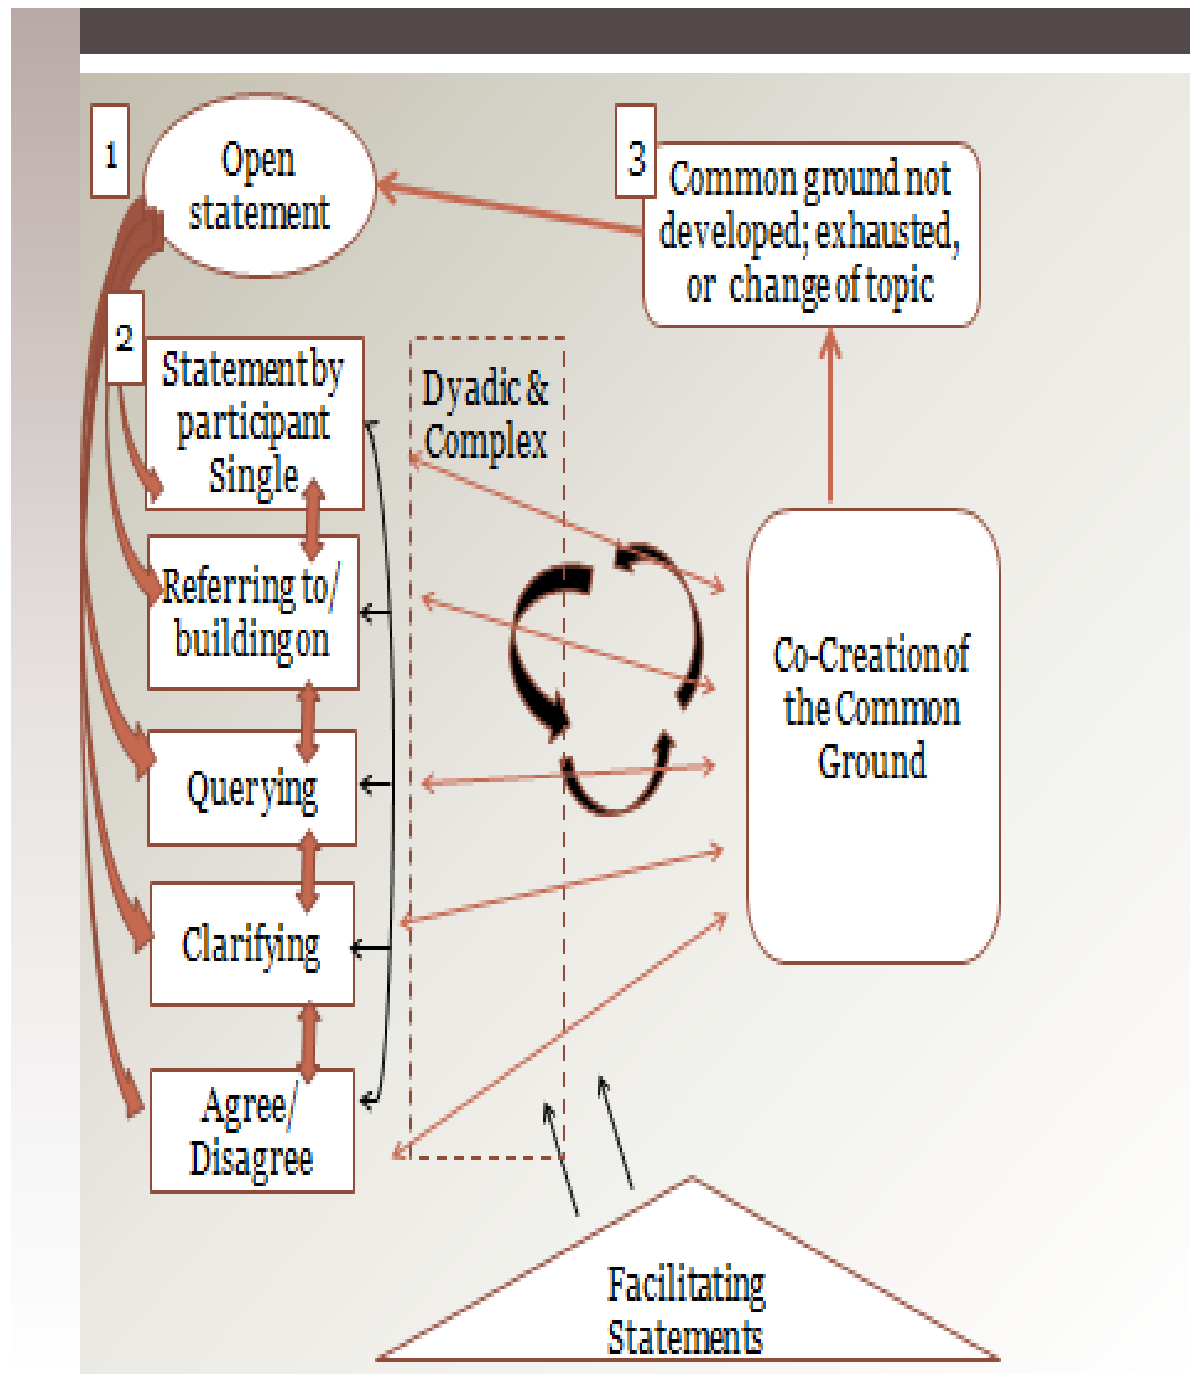 1
Open
statement
3
Common ground not
developed; exhausted,
or change of topic
2
Statement by
participant
Single
Dyadic &
Complex
Referring to/
building on
Querying
Clarifying
Agree/
Disagree
Co-Creation of
the Common
Ground
Facilitating
Statements